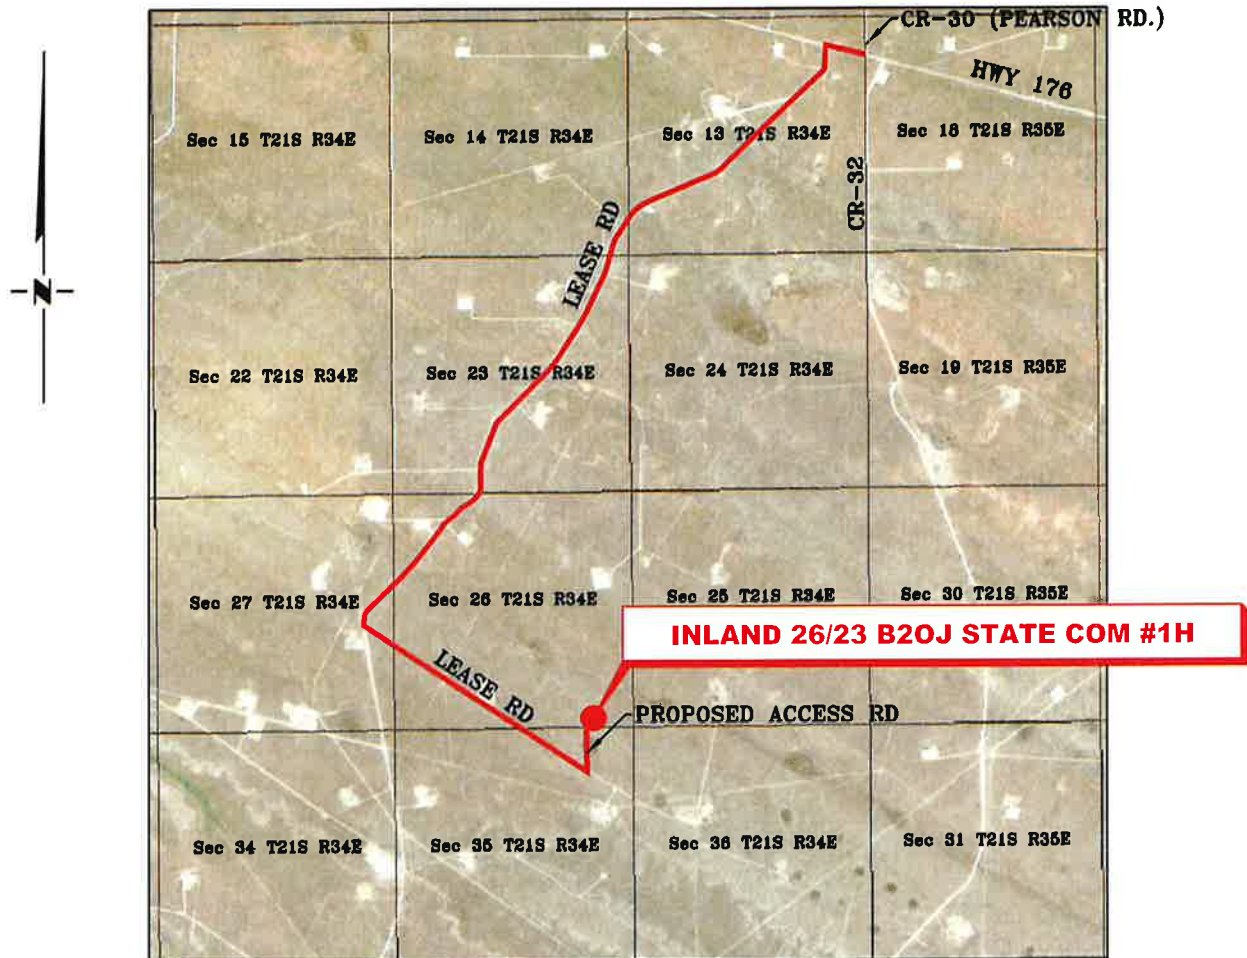 CR-30 (PEARSON RD.)
HWY 176
Sec 15 T21S R34E
Sec 14 T21S R34E
Sec 13 T21S R34E
Sec 18 T21S R35E
CR-32
LEASE RD
Sec 22 T21S R34E
Sec 23 T21S R34E
Sec 24 T21S R34E
Sec 19 T21S R35E
N
Sec 27 T21S R34E
Sec 26 T21S R34E
Sec 25 T21S R34E
Sec 30 T21S R35E
INLAND 26/23 B2OJ STATE COM #1H
LEASE RD
PROPOSED ACCESS RD
Sec 34 T21S R34E
Sec 35 T21S R34E
Sec 36 T21S R34E
Sec 31 T21S R35E